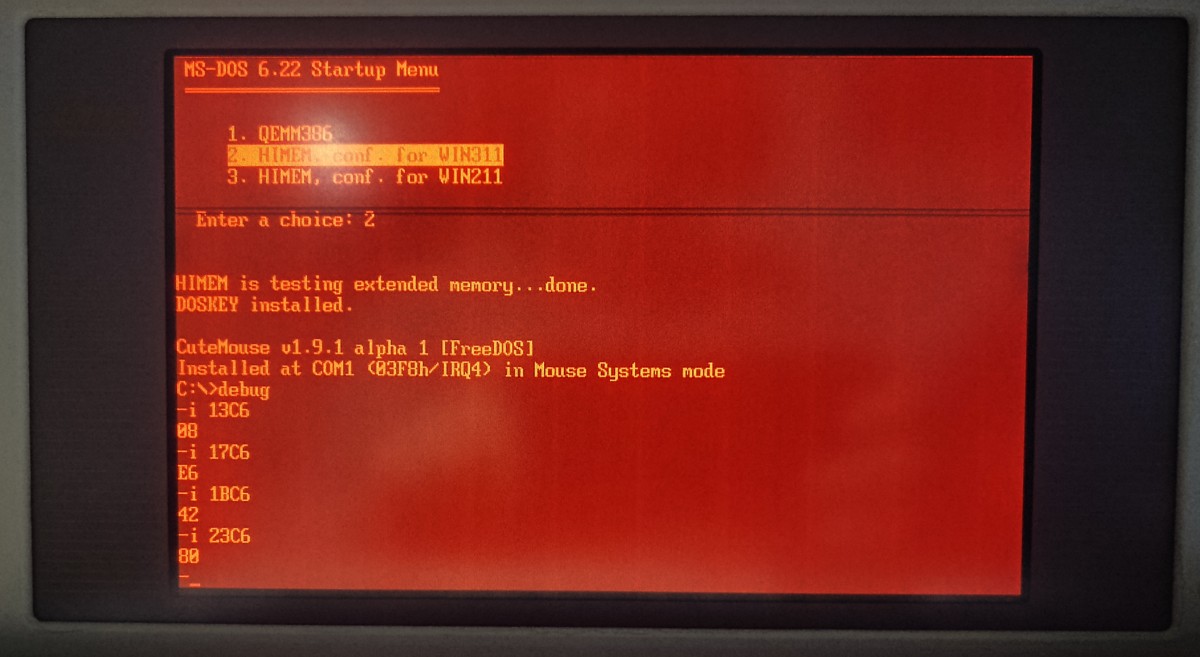 MS-DOS 6.22 Startup Menu
1. QEMM386
2. HIMEM, conf. for WIN311
3. HIMEM, conf. for WIN211
Enter a choice: 2
HIMEM is testing extended memory...done.
DOSKEY installed.
CuteMouse v1.9.1 alpha 1 [FreeDOS]
Installed at COM1 (03F8h/IRQ4) in Mouse Systems mode
C:\>debug
-i 13C6
08
-i 17C6
E6
-i 1BC6
42
-i 23C6
80
-_